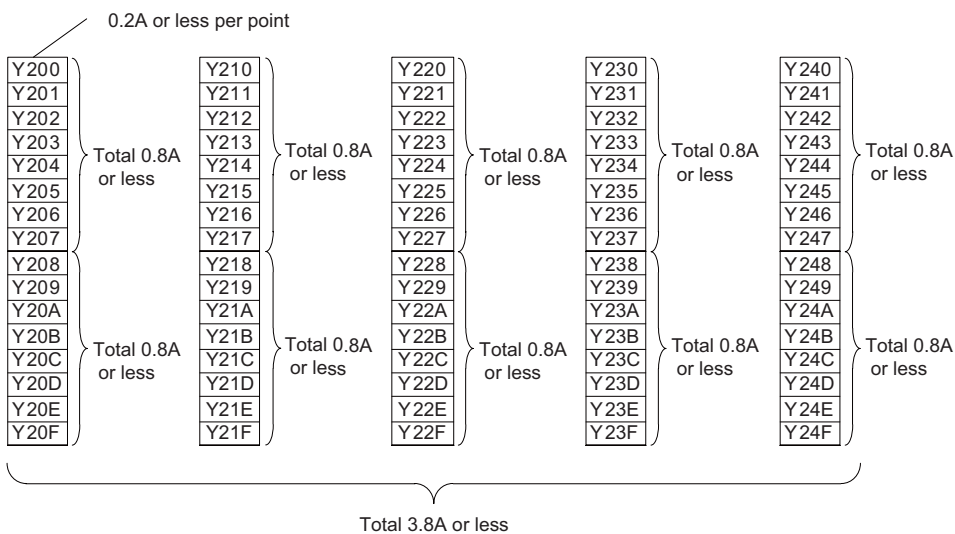 0.2A or less per point
Y200 Y210 Y220 Y230 Y240
Y201 Y211 Y221 Y231 Y241
Y202 Y212 Y222 Y232 Y242
Y203 Y213 Y223 Y233 Y243
Y204 Y214 Y224 Y234 Y244
Total 0.8A Total 0.8A Total 0.8A Total 0.8A Total 0.8A
or less or less or less or less or less
Y205 Y215 Y225 Y235 Y245
Y206 Y216 Y226 Y236 Y246
Y207 Y217 Y227 Y237 Y247
Y208 Y218 Y228 Y238 Y248
Y209 Y219 Y229 Y239 Y249
Y20A Y21A Y22A Y23A Y24A
Y20B Y21B Y22B Y23B Y24B
Y20C Y21C Y22C Y23C Y24C
Total 0.8A Total 0.8A Total 0.8A Total 0.8A Total 0.8A
or less or less or less or less or less
Y20D Y21D Y22D Y23D Y24D
Y20E Y21E Y22E Y23E Y24E
Y20F Y21F Y22F Y23F Y24F
Total 3.8A or less